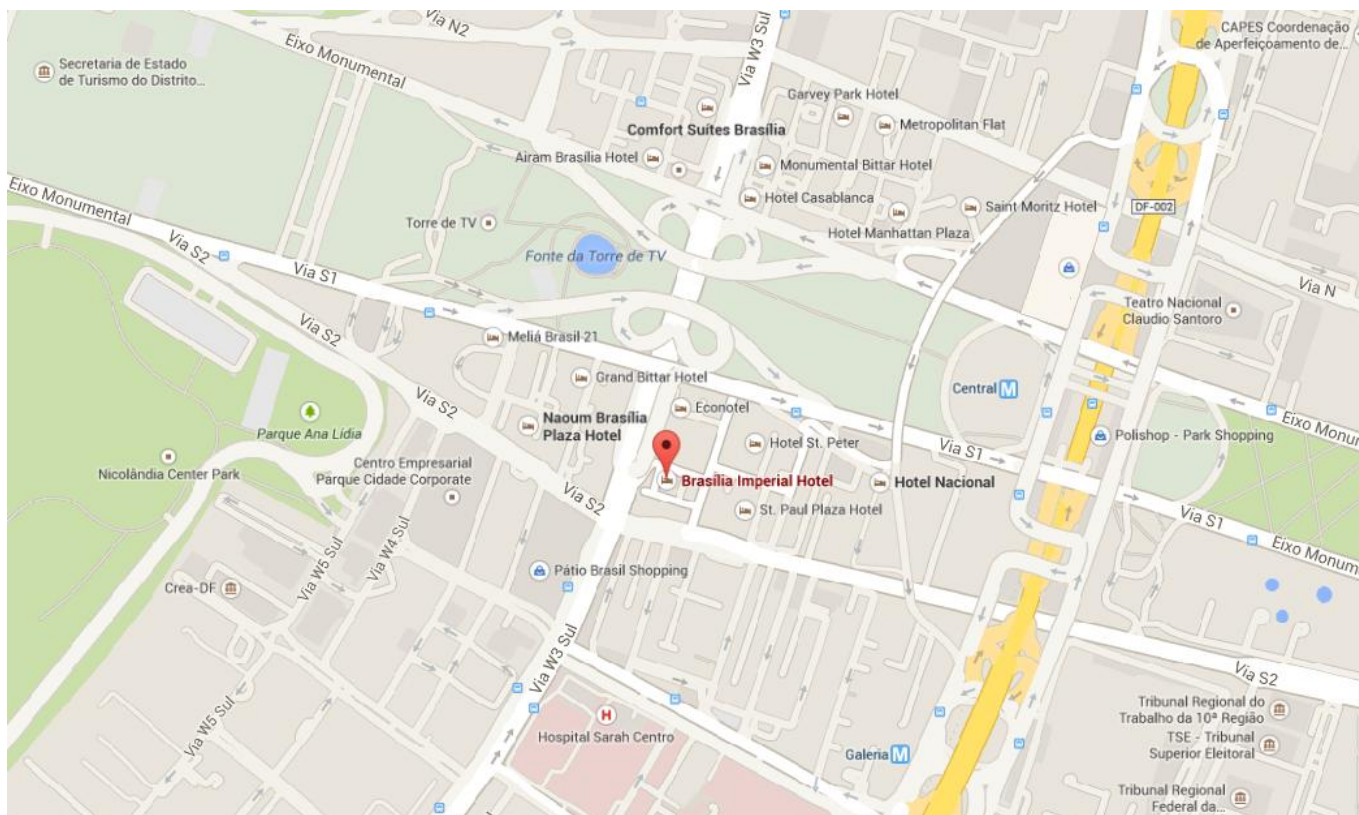 Via N2
Eixo Monumental
Secretaria de Estado
de Turismo do Distrito...
Via W3 Sul
CAPES Coordenação
de Aperfeiçoamento de...
Garvey Park Hotel
Comfort Suítes Brasília
Metropolitan Flat
Airam Brasília Hotel
Monumental Bittar Hotel
Eixo Monumental
Hotel Casablanca
Saint Moritz Hotel
DF-002
Torre de TV
Hotel Manhattan Plaza
Via S2
Fonte da Torre de TV
Via S1
Via N
Teatro Nacional
Claudio Santoro
Via S2
Meliá Brasil 21
Grand Bittar Hotel
Central M
Via S2
Econotel
Naoum Brasília
Plaza Hotel
Eixo Monu
Parque Ana Lídia
Hotel St. Peter
Via S1
Polishop - Park Shopping
Nicolândia Center Park
Centro Empresarial
Parque Cidade Corporate
Brasília Imperial Hotel
Hotel Nacional
Via S2
St. Paul Plaza Hotel
Via S1
Eixo Monum
Via W5 Sul
Via W4 Sul
Pátio Brasil Shopping
Crea-DF
Via W3 Sul
Via S2
Via W5 Sul
H
Hospital Sarah Centro
Galeria M
Tribunal Regional do
Trabalho da 10ª Região
TSE - Tribunal
Superior Eleitoral
Tribunal Regional
Federal da...